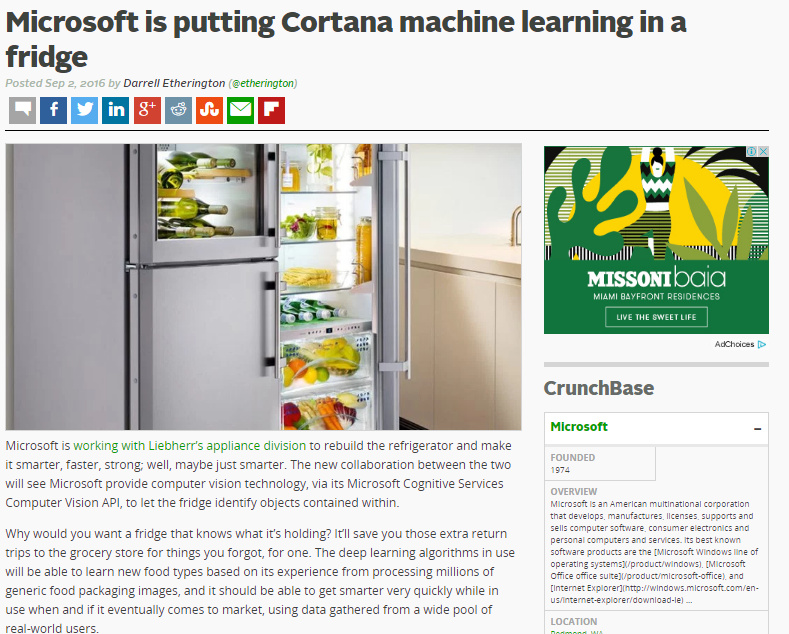 Microsoft is putting Cortana machine learning in a
fridge
Posted Sep 2, 2016 by Darrell Etherington (@etherington)
Microsoft is working with Liebherr's appliance division to rebuild the refrigerator and make
it smarter, faster, strong; well, maybe just smarter. The new collaboration between the two
will see Microsoft provide computer vision technology, via its Microsoft Cognitive Services
Computer Vision API, to let the fridge identify objects contained within.
Why would you want a fridge that knows what it's holding? It'll save you those extra return
trips to the grocery store for things you forgot, for one. The deep learning algorithms in use
will be able to learn new food types based on its experience from processing millions of
generic food packaging images, and it should be able to get smarter very quickly while in
use when and if it eventually comes to market, using data gathered from a wide pool of
real-world users.
MISSONI baia
MIAMI BAYFRONT RESIDENCES
LIVE THE SWEET LIFE
AdChoices
CrunchBase
Microsoft –
FOUNDED
1974
OVERVIEW
Microsoft is an American multinational corporation
that develops, manufactures, licenses, supports and
sells computer software, consumer electronics and
personal computers and services. Its best known
software products are the [Microsoft Windows line of
operating systems](/product/windows), [Microsoft
Office office suite](/product/microsoft-office), and
[Internet Explorer](http://windows.microsoft.com/en-
us/internet-explorer/download-ie) ...
LOCATION
Redmond, WA